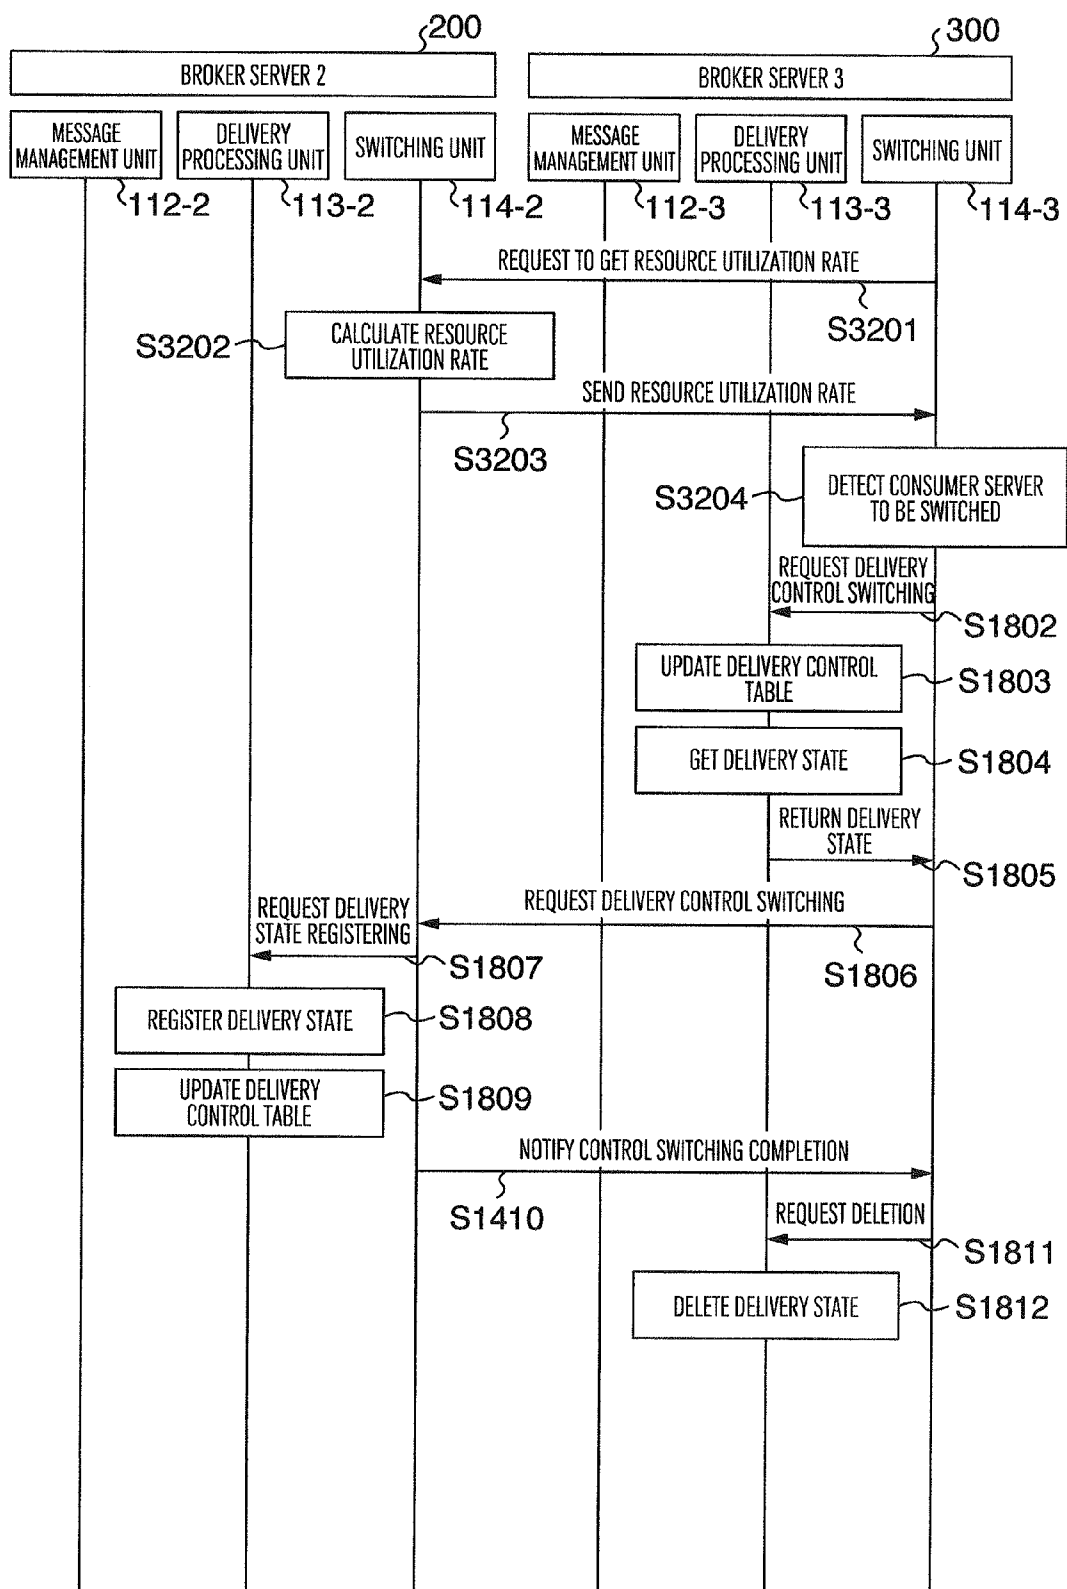 200
300
BROKER SERVER 2
BROKER SERVER 3
MESSAGE
MANAGEMENT UNIT
DELIVERY
PROCESSING UNIT
SWITCHING UNIT
MESSAGE
MANAGEMENT UNIT
DELIVERY
PROCESSING UNIT
SWITCHING UNIT
112-2
113-2
114-2
112-3
113-3
114-3
REQUEST TO GET RESOURCE UTILIZATION RATE
S3201
S3202
CALCULATE RESOURCE
UTILIZATION RATE
SEND RESOURCE UTILIZATION RATE
S3203
S3204
DETECT CONSUMER SERVER
TO BE SWITCHED
REQUEST DELIVERY
CONTROL SWITCHING
S1802
UPDATE DELIVERY CONTROL
TABLE
S1803
GET DELIVERY STATE
S1804
RETURN DELIVERY
STATE
S1805
REQUEST DELIVERY CONTROL SWITCHING
S1806
REQUEST DELIVERY
STATE REGISTERING
S1807
REGISTER DELIVERY STATE
S1808
UPDATE DELIVERY
CONTROL TABLE
S1809
NOTIFY CONTROL SWITCHING COMPLETION
S1410
REQUEST DELETION
S1811
DELETE DELIVERY STATE
S1812